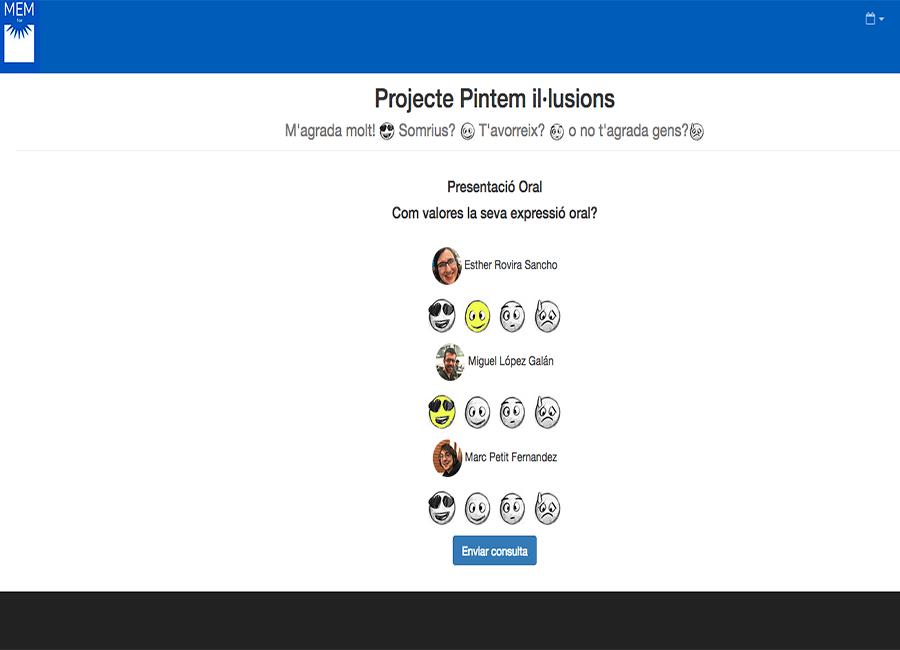 MEM
for
Projecte Pintem il·lusions
M'agrada molt! Somrius? T'avorreix? o no t'agrada gens?
Presentació Oral
Com valores la seva expressió oral?
Esther Rovira Sancho
Miguel López Galán
Marc Petit Fernandez
Enviar consulta